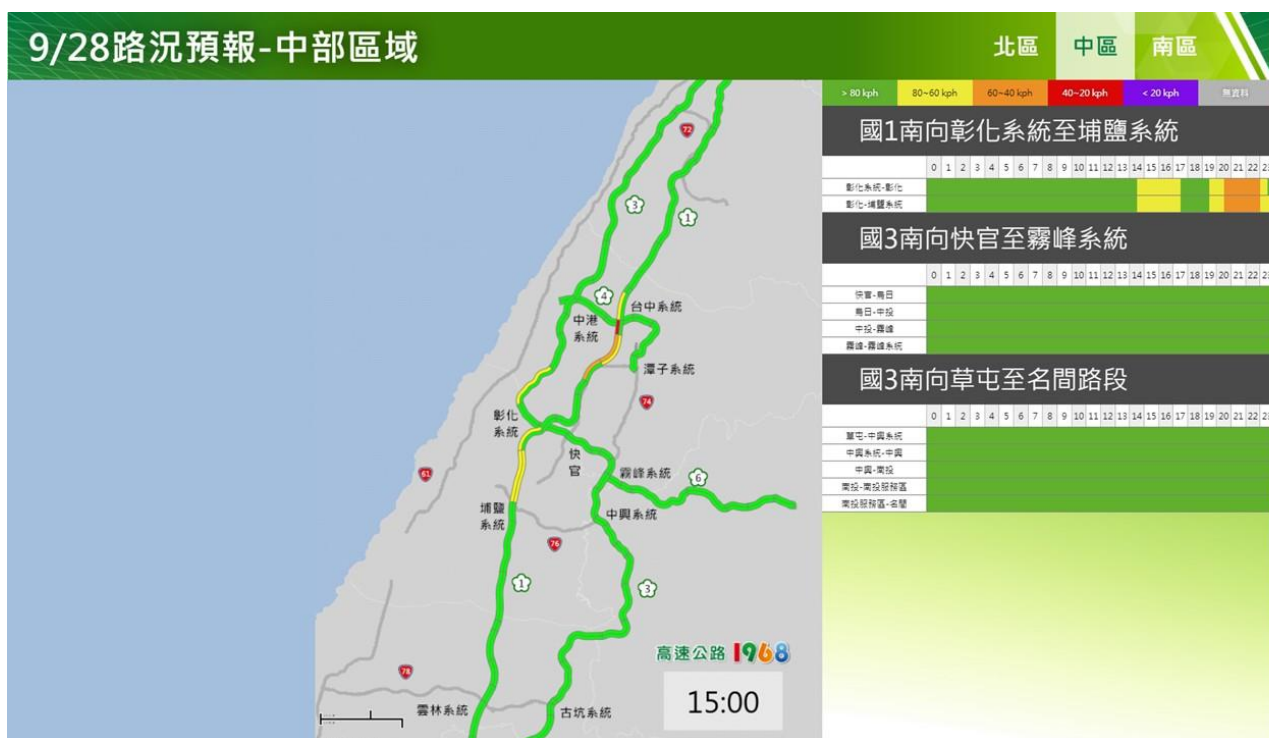 9/28路況預報-中部區域
北區 中區 南區
> 80 kph 80~60 kph 60~40 kph 40~20 kph < 20 kph 無資料
國1南向彰化系統至埔鹽系統
0 1 2 3 4 5 6 7 8 9 10 11 12 13 14 15 16 17 18 19 20 21 22
彰化系統-彰化
彰化-埔鹽系統
國3南向快官至霧峰系統
0 1 2 3 4 5 6 7 8 9 10 11 12 13 14 15 16 17 18 19 20 21 22
快官-烏日
烏日-中投
中投-霧峰
霧峰-霧峰系統
國3南向草屯至名間路段
0 1 2 3 4 5 6 7 8 9 10 11 12 13 14 15 16 17 18 19 20 21 22
草屯-中興系統
中興系統-中興
中興-南投
南投-南投服務區
南投服務區-名間
72
3
1
4
台中系統
中港
系統
潭子系統
74
彰化
系統
快
官
霧峰系統
6
61
埔鹽
系統
中興系統
76
1
3
高速公路1968
78
15:00
雲林系統
古坑系統